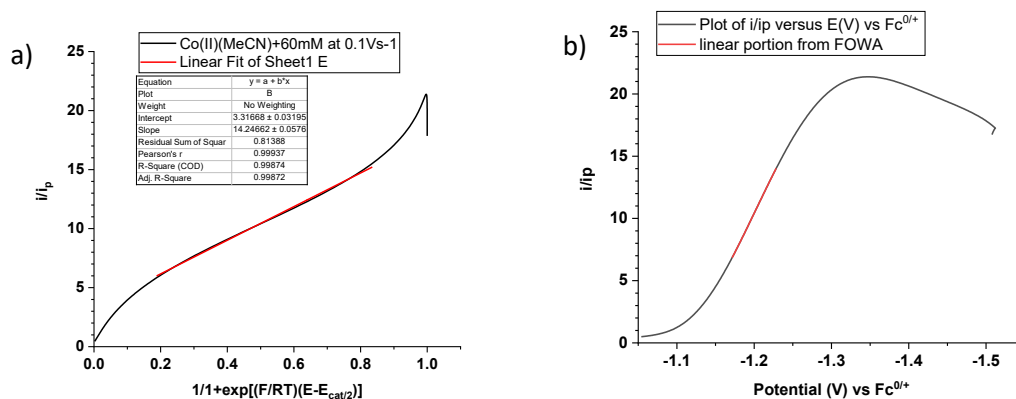 a)
Co(II)(MeCN)+60mM at 0.1Vs-1
Linear Fit of Sheet1 E
Equation y = a + b*x
Plot B
Weight No Weighting
Intercept 3.31668 ± 0.03195
Slope 14.24662 ± 0.0576
Residual Sum of Squar 0.81388
Pearson's r 0.99937
R-Square (COD) 0.99874
Adj. R-Square 0.99872
i/ip
25
20
15
10
5
0
0.0 0.2 0.4 0.6 0.8 1.0
1/1+exp[(F/RT)(E-Ecat/2)]
b)
Plot of i/ip versus E(V) vs Fc0/+
linear portion from FOWA
i/ip
25
20
15
10
5
0
-1.1 -1.2 -1.3 -1.4 -1.5
Potential (V) vs Fc0/+